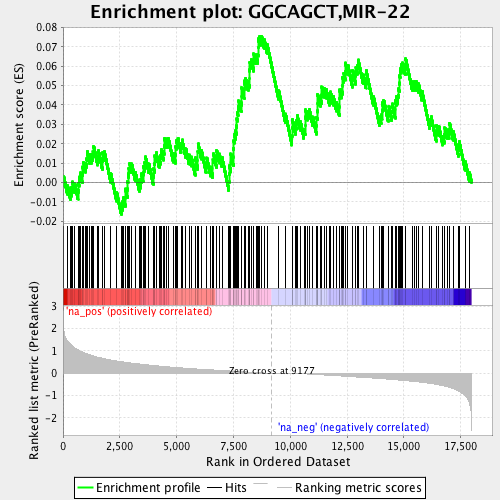 Enrichment plot: GGCAGCT,MIR-22
Enrichment score (ES)
0.08
0.07
0.06
0.05
0.04
0.03
0.02
0.01
0.00
-0.01
-0.02
'na_pos' (positively correlated)
Ranked list metric (PreRanked)
3
2
1
0
-1
-2
Zero cross at 9177
'na_neg' (negatively correlated)
0
2,500
5,000
7,500
10,000
12,500
15,000
17,500
Rank in Ordered Dataset
Enrichment profile
Hits
Ranking metric scores